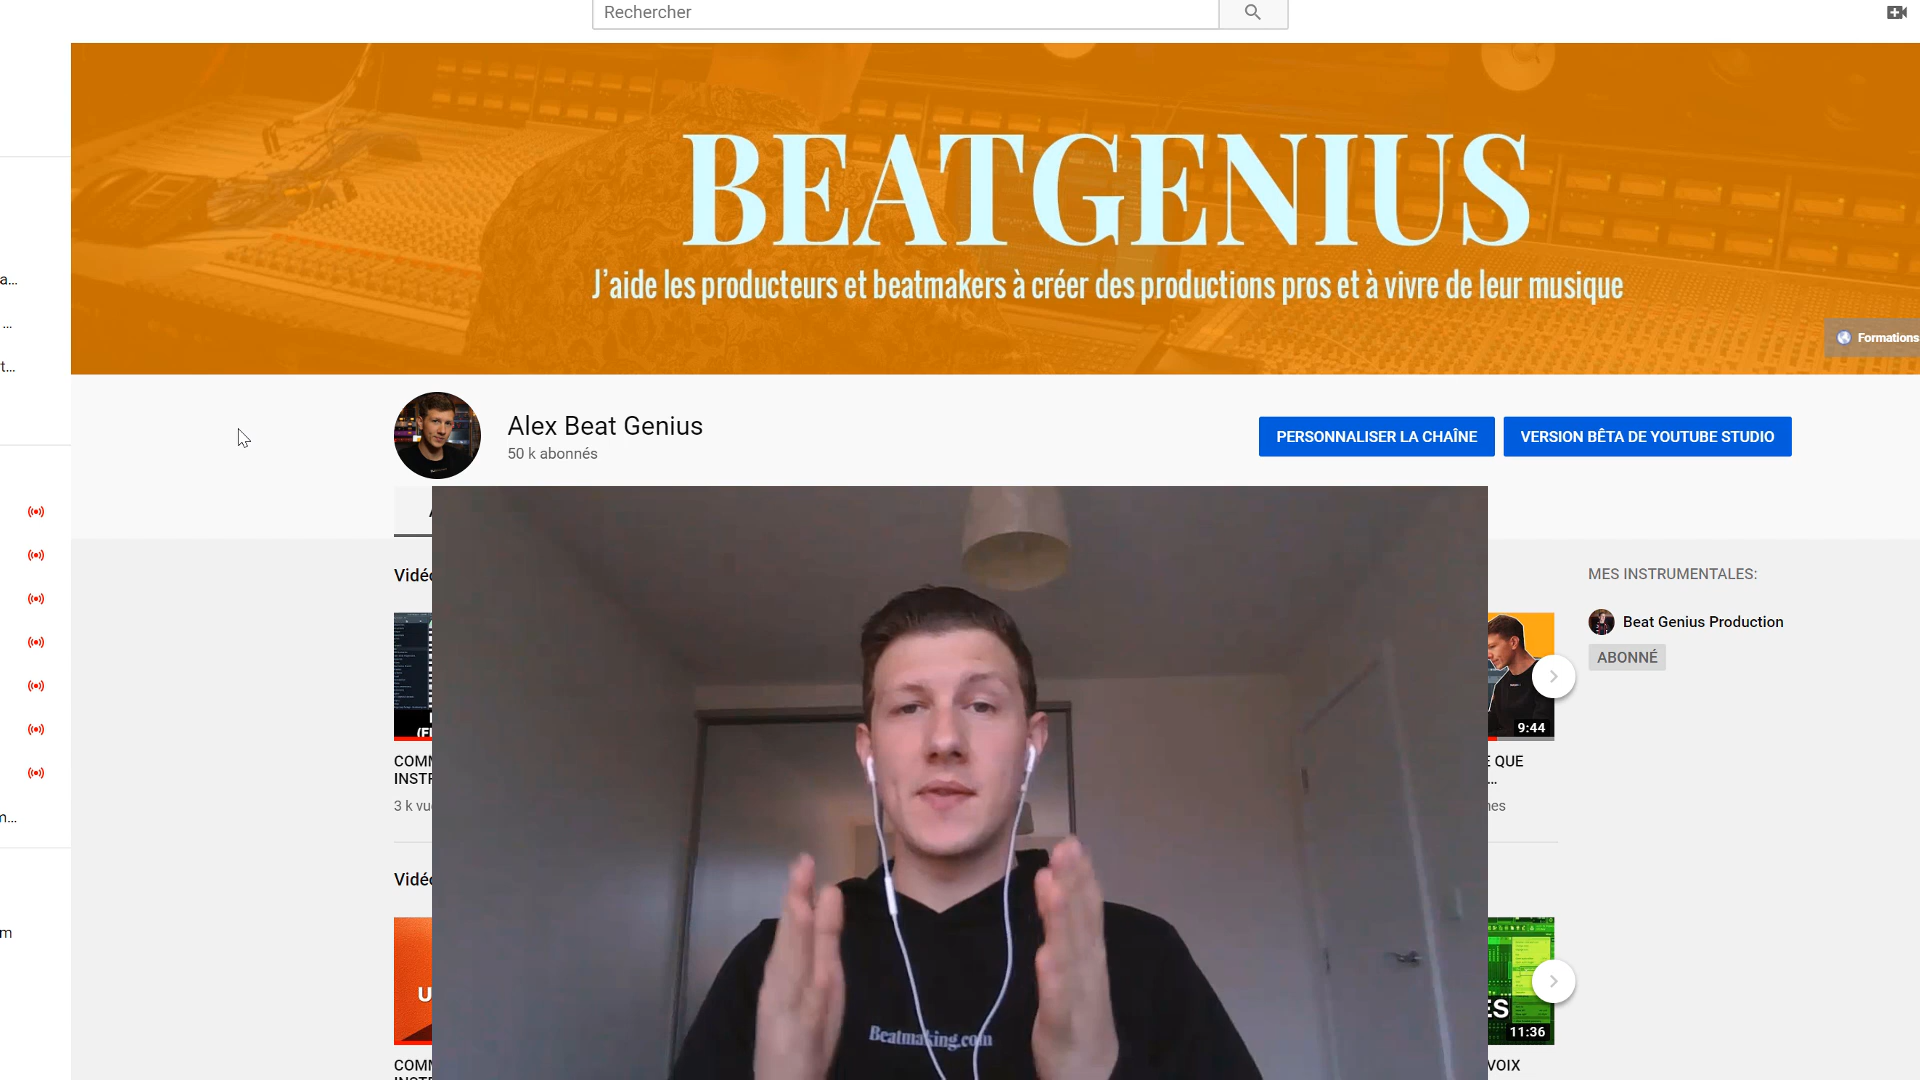 Rechercher
BEATGENIUS
J'aide les producteurs et beatmakers à créer des productions pros et à vivre de leur musique
Formations
a...
...
t...
Alex Beat Genius
50 k abonnés
PERSONNALISER LA CHAÎNE
VERSION BÊTA DE YOUTUBE STUDIO
MES INSTRUMENTALES:
Beat Genius Production
ABONNÉ
9:44
E QUE
...
3 k
Beatmaking.com
11:36
VOIX